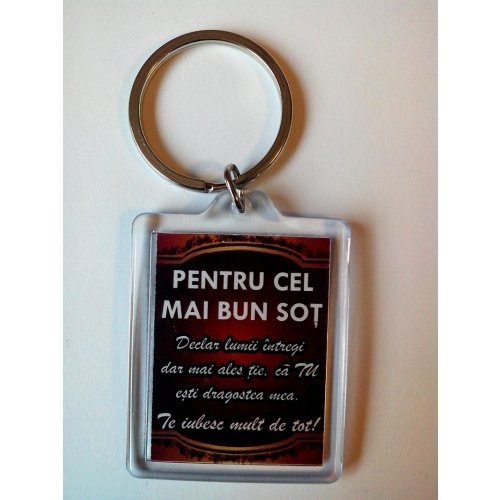 PENTRU CEL
MAI BUN SOȚ
Declar lumii întregi
dar mai ales ție, că TU
ești dragostea mea.
Te iubesc mult de tot!